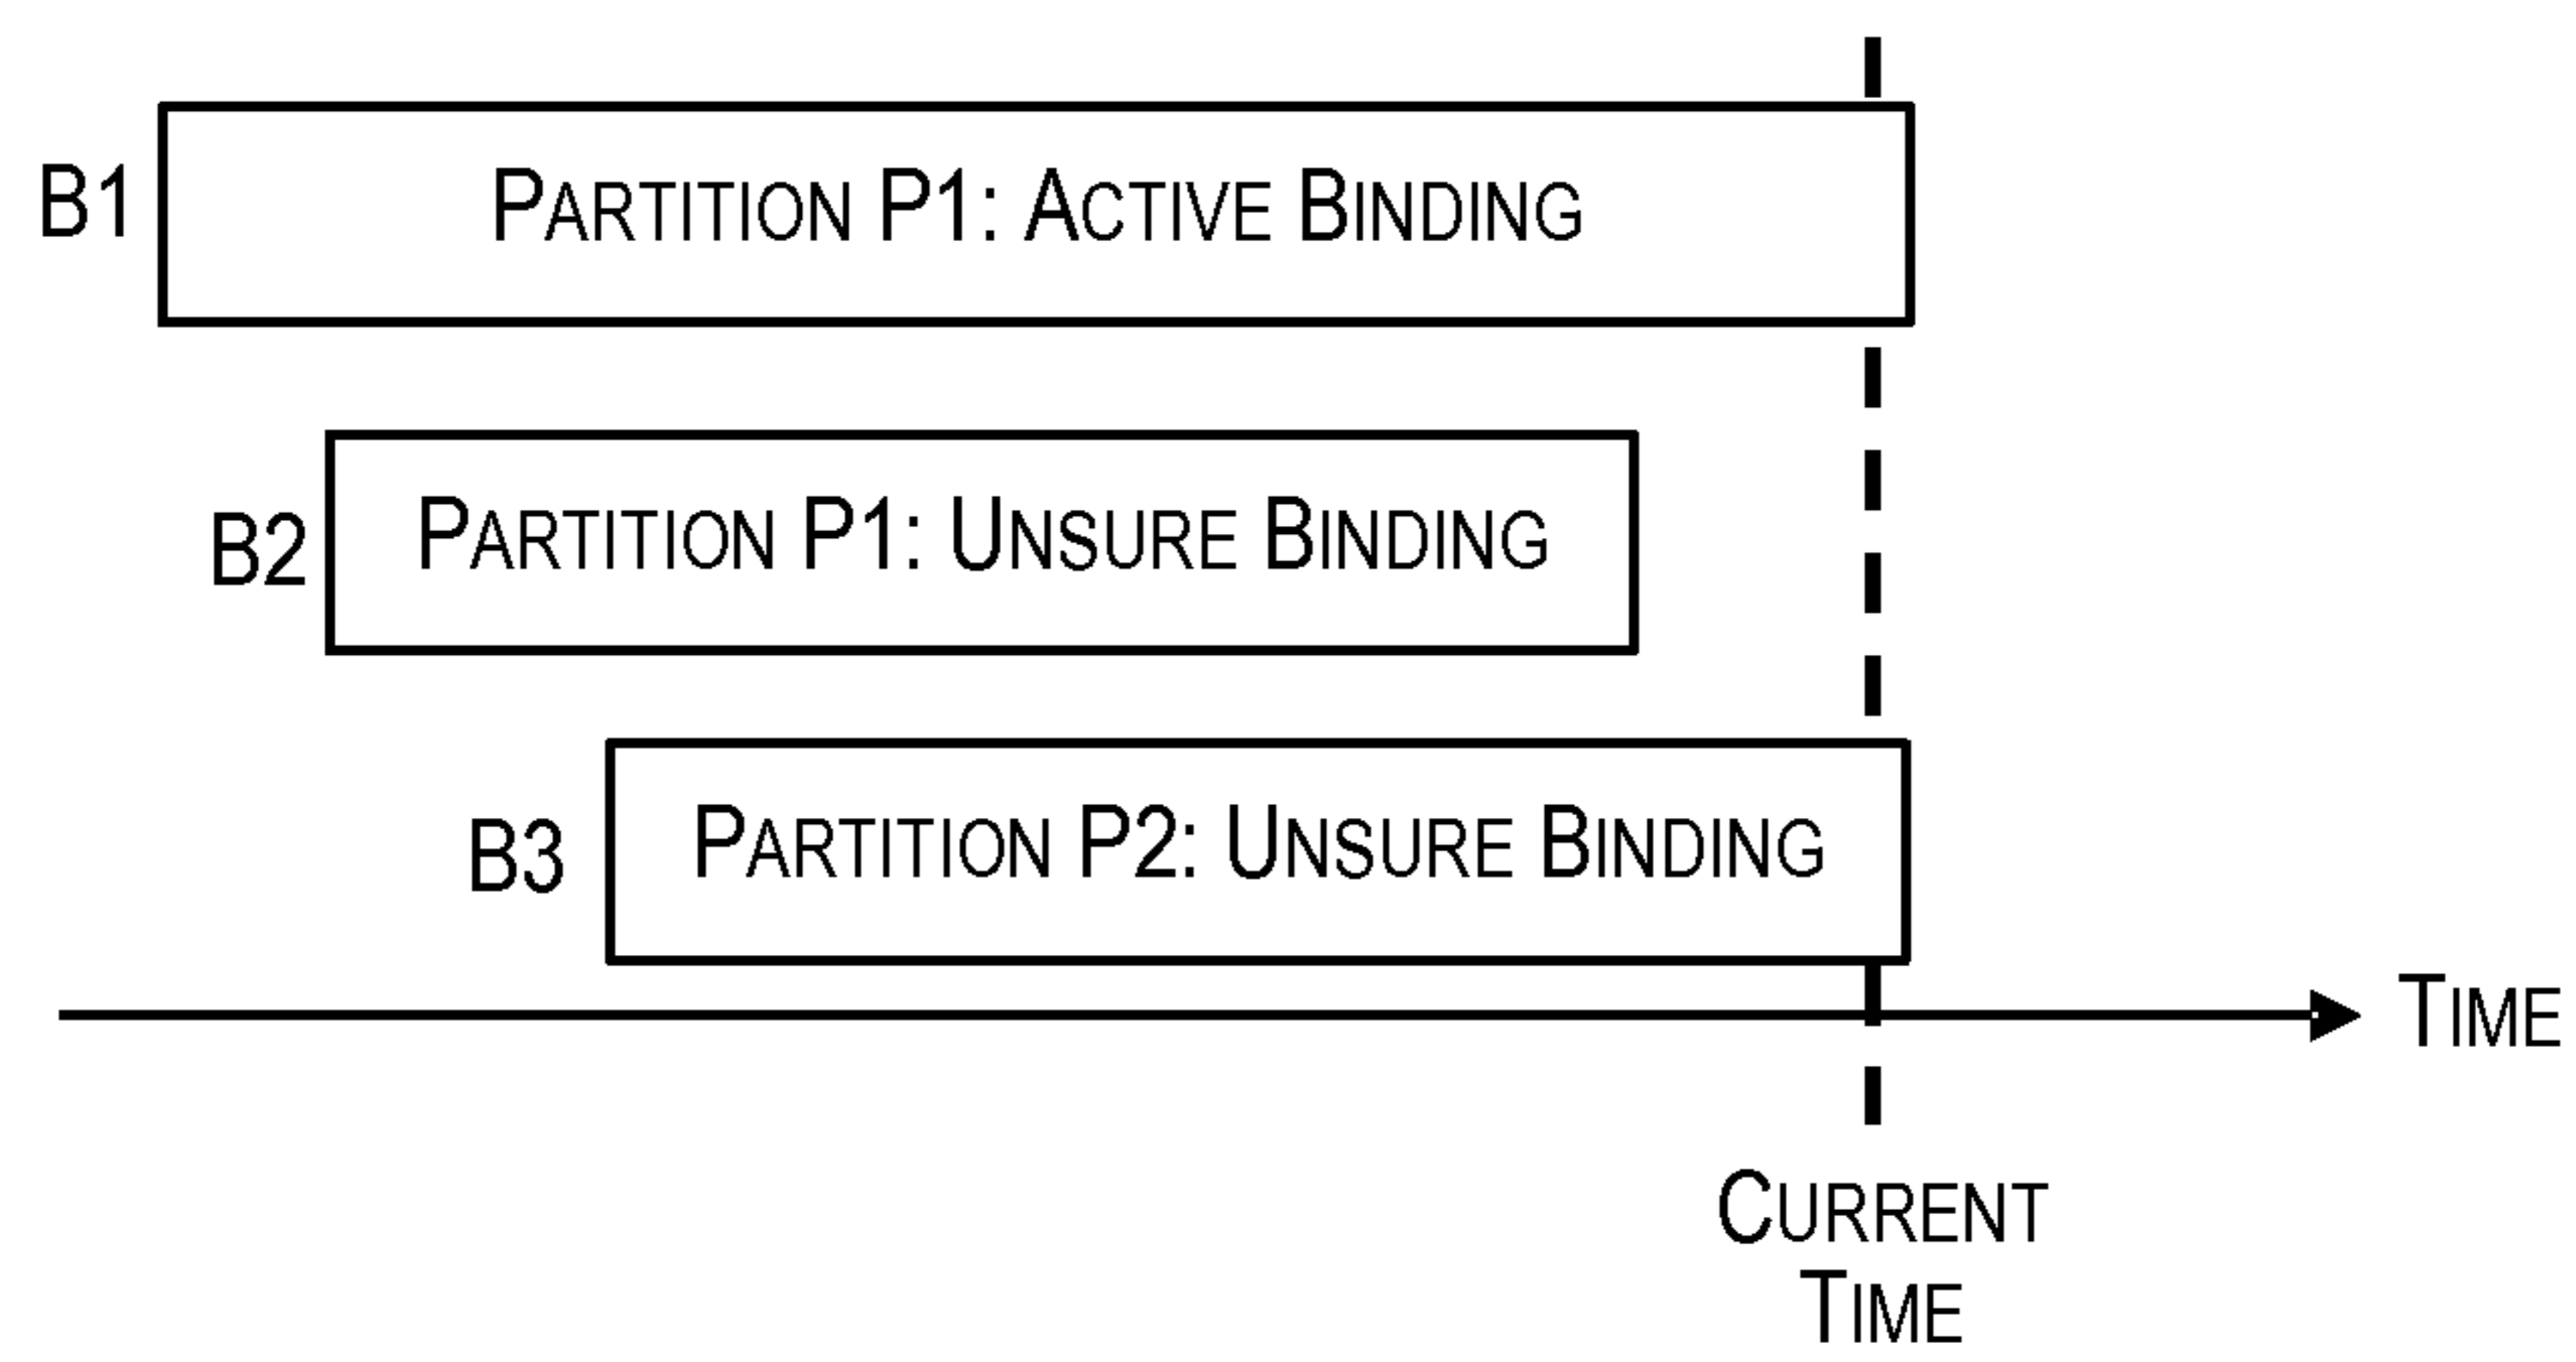 B1
PARTITION P1: ACTIVE BINDING
B2
PARTITION P1: UNSURE BINDING
B3
PARTITION P2: UNSURE BINDING
TIME
CURRENT
TIME